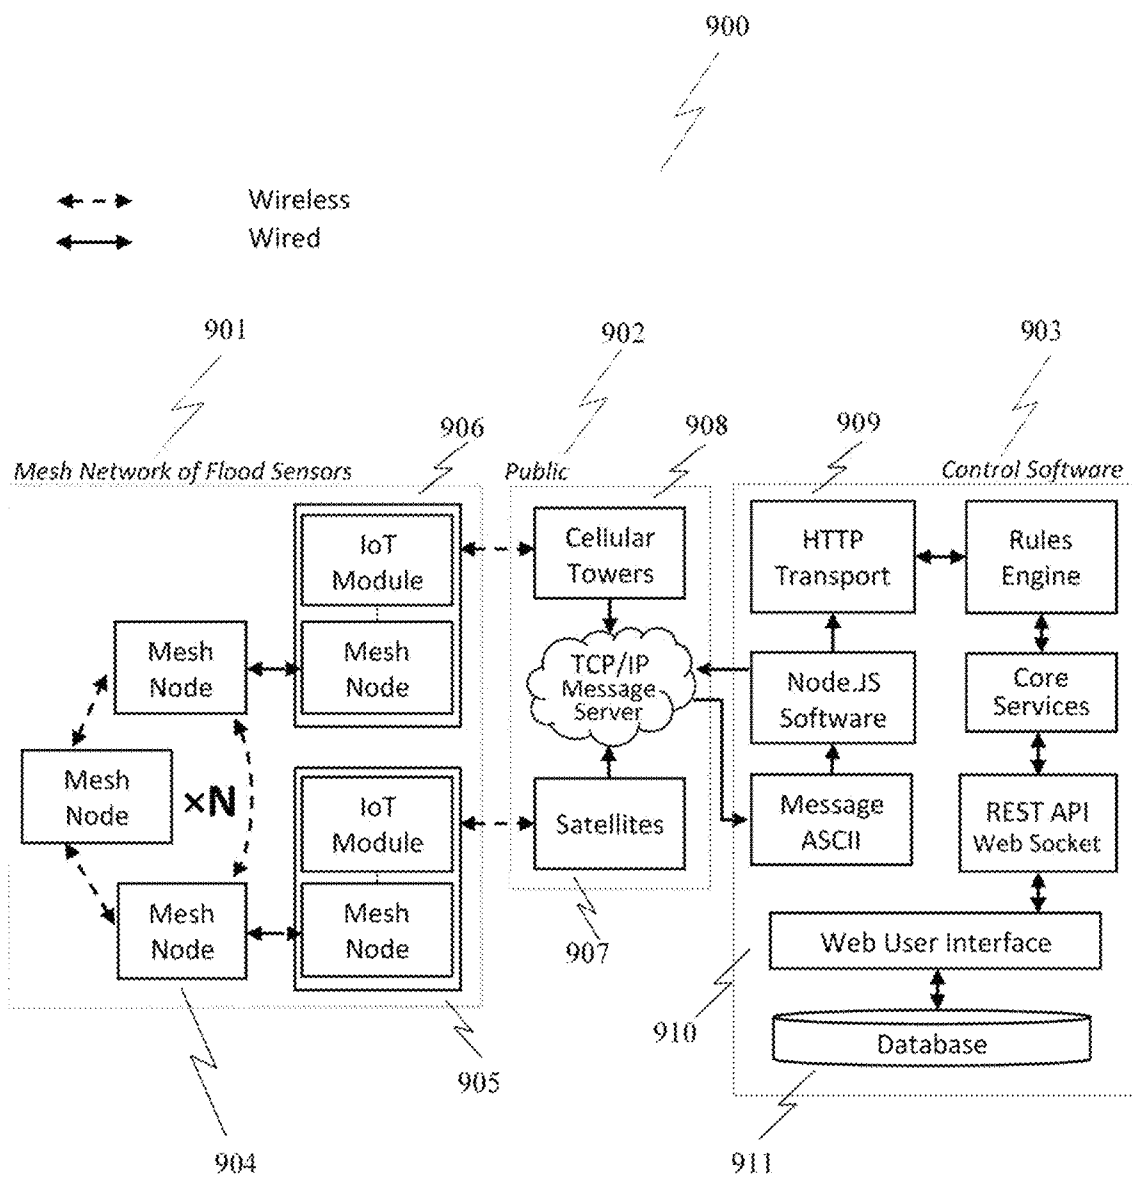 900
Wireless
Wired
901
902
903
906
908
909
Mesh Network of Flood Sensors
Public
Control Software
IoT
Module
Mesh
Node
Mesh
Node
Mesh
Node
×N
IoT
Module
Mesh
Node
Mesh
Node
Cellular
Towers
TCP/IP
Message
Server
Satellites
HTTP
Transport
Rules
Engine
Node.JS
Software
Core
Services
Message
ASCII
REST API
Web Socket
Web User Interface
Database
907
910
905
904
911